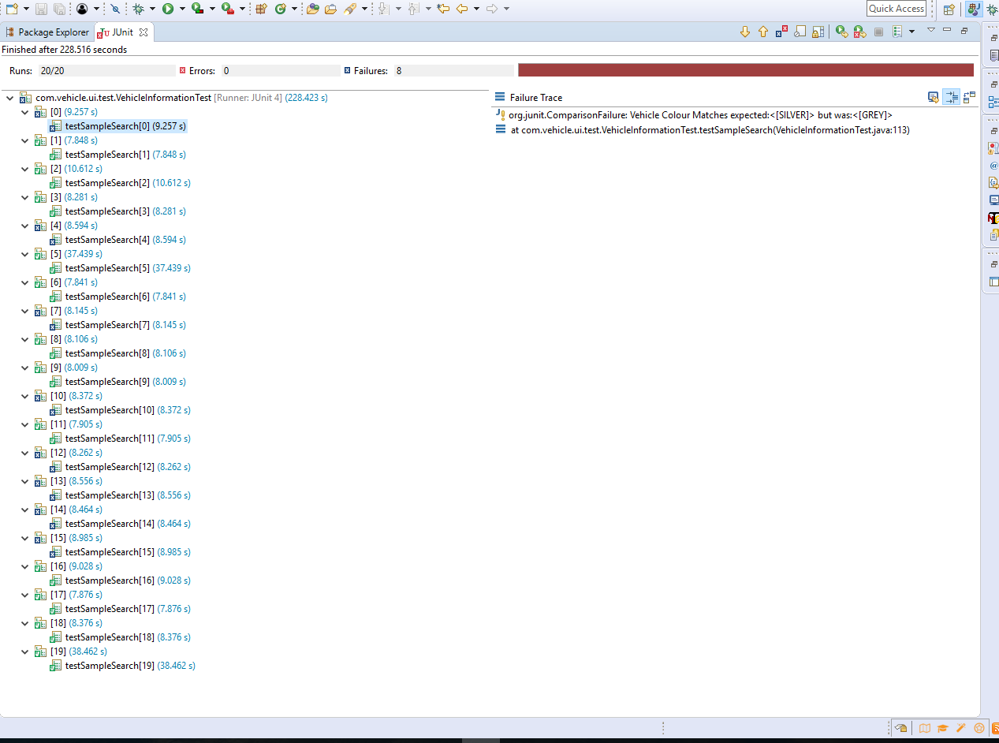 Quick Access
Package Explorer JUnit
Finished after 228.516 seconds
Runs: 20/20 Errors: 0 Failures: 8
com.vehicle.ui.test.VehicleInformationTest [Runner: JUnit 4] (228.423 s)
[0] (9.257 s)
testSampleSearch[0] (9.257 s)
[1] (7.848 s)
testSampleSearch[1] (7.848 s)
[2] (10.612 s)
testSampleSearch[2] (10.612 s)
[3] (8.281 s)
testSampleSearch[3] (8.281 s)
[4] (8.594 s)
testSampleSearch[4] (8.594 s)
[5] (37.439 s)
testSampleSearch[5] (37.439 s)
[6] (7.841 s)
testSampleSearch[6] (7.841 s)
[7] (8.145 s)
testSampleSearch[7] (8.145 s)
[8] (8.106 s)
testSampleSearch[8] (8.106 s)
[9] (8.009 s)
testSampleSearch[9] (8.009 s)
[10] (8.372 s)
testSampleSearch[10] (8.372 s)
[11] (7.905 s)
testSampleSearch[11] (7.905 s)
[12] (8.262 s)
testSampleSearch[12] (8.262 s)
[13] (8.556 s)
testSampleSearch[13] (8.556 s)
[14] (8.464 s)
testSampleSearch[14] (8.464 s)
[15] (8.985 s)
testSampleSearch[15] (8.985 s)
[16] (9.028 s)
testSampleSearch[16] (9.028 s)
[17] (7.876 s)
testSampleSearch[17] (7.876 s)
[18] (8.376 s)
testSampleSearch[18] (8.376 s)
[19] (38.462 s)
testSampleSearch[19] (38.462 s)
Failure Trace
org.junit.ComparisonFailure: Vehicle Colour Matches expected:<[SILVER]> but was:<[GREY]>
at com.vehicle.ui.test.VehicleInformationTest.testSampleSearch(VehicleInformationTest.java:113)